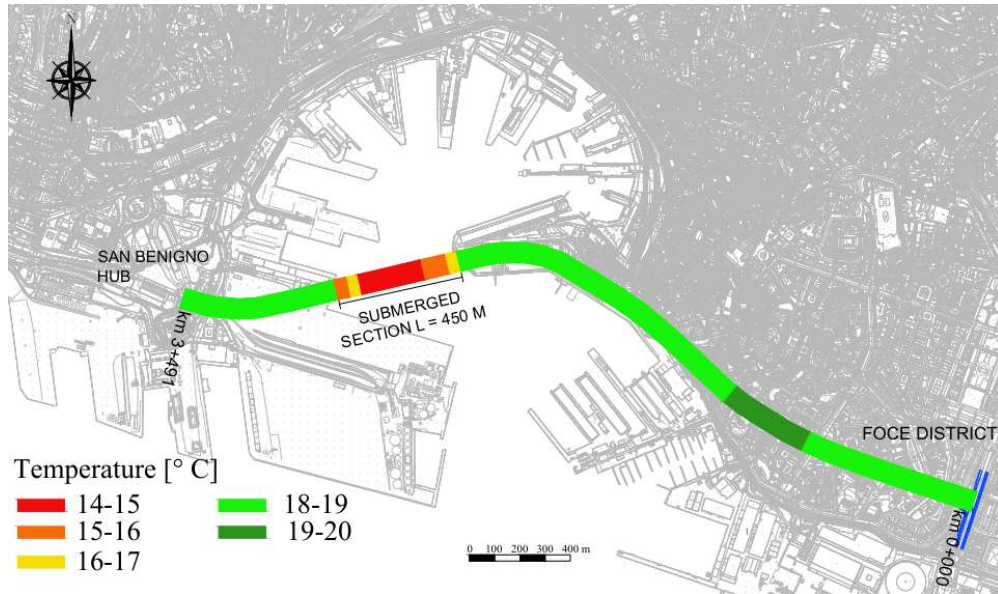 N
SAN BENIGNO
HUB
km 3+491
SUBMERGED
SECTION L = 450 M
FOCE DISTRICT
km 0+000
Temperature [° C]
14-15
15-16
16-17
18-19
19-20
0 100 200 300 400 m